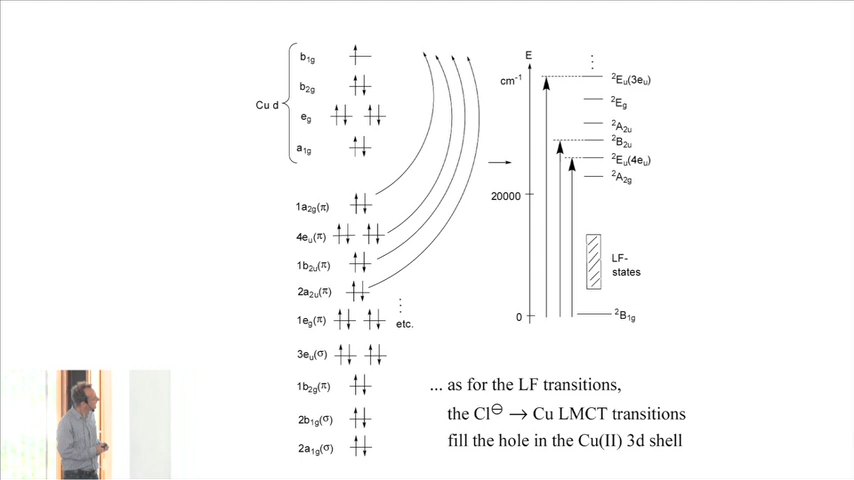 b1g
b2g
Cu d
eg
a1g
1a2g(π)
4eu(π)
1b2u(π)
2a2u(π)
1eg(π)
etc.
3eu(σ)
1b2g(π)
2b1g(σ)
2a1g(σ)
E
cm-1
20000
0
2Eu(3eu)
2Eg
2A2u
2B2u
2Eu(4eu)
2A2g
LF-
states
2B1g
... as for the LF transitions,
the Cl⊖ → Cu LMCT transitions
fill the hole in the Cu(II) 3d shell